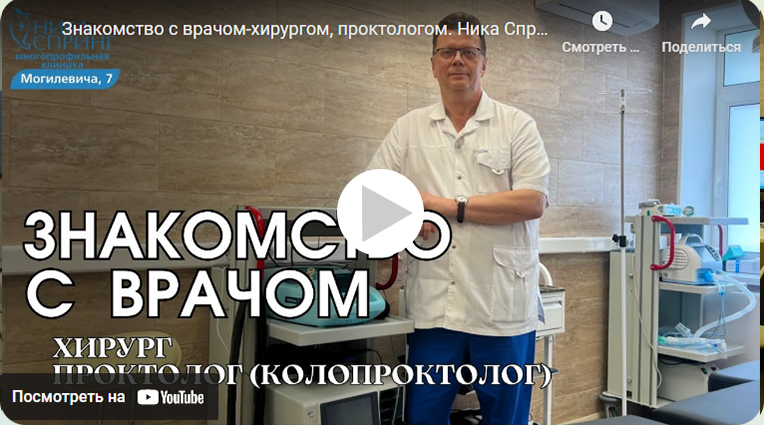 Знакомство с врачом-хирургом, проктологом. Ника Спр...
Смотреть ...
Поделиться
НИКА
СПРИНГ
многопрофильная
клиника
Могилевича, 7
ЗНАКОМСТВО
С ВРАЧОМ
ХИРУРГ
ПРОКТОЛОГ (КОЛОПРОКТОЛОГ)
Посмотреть на YouTube